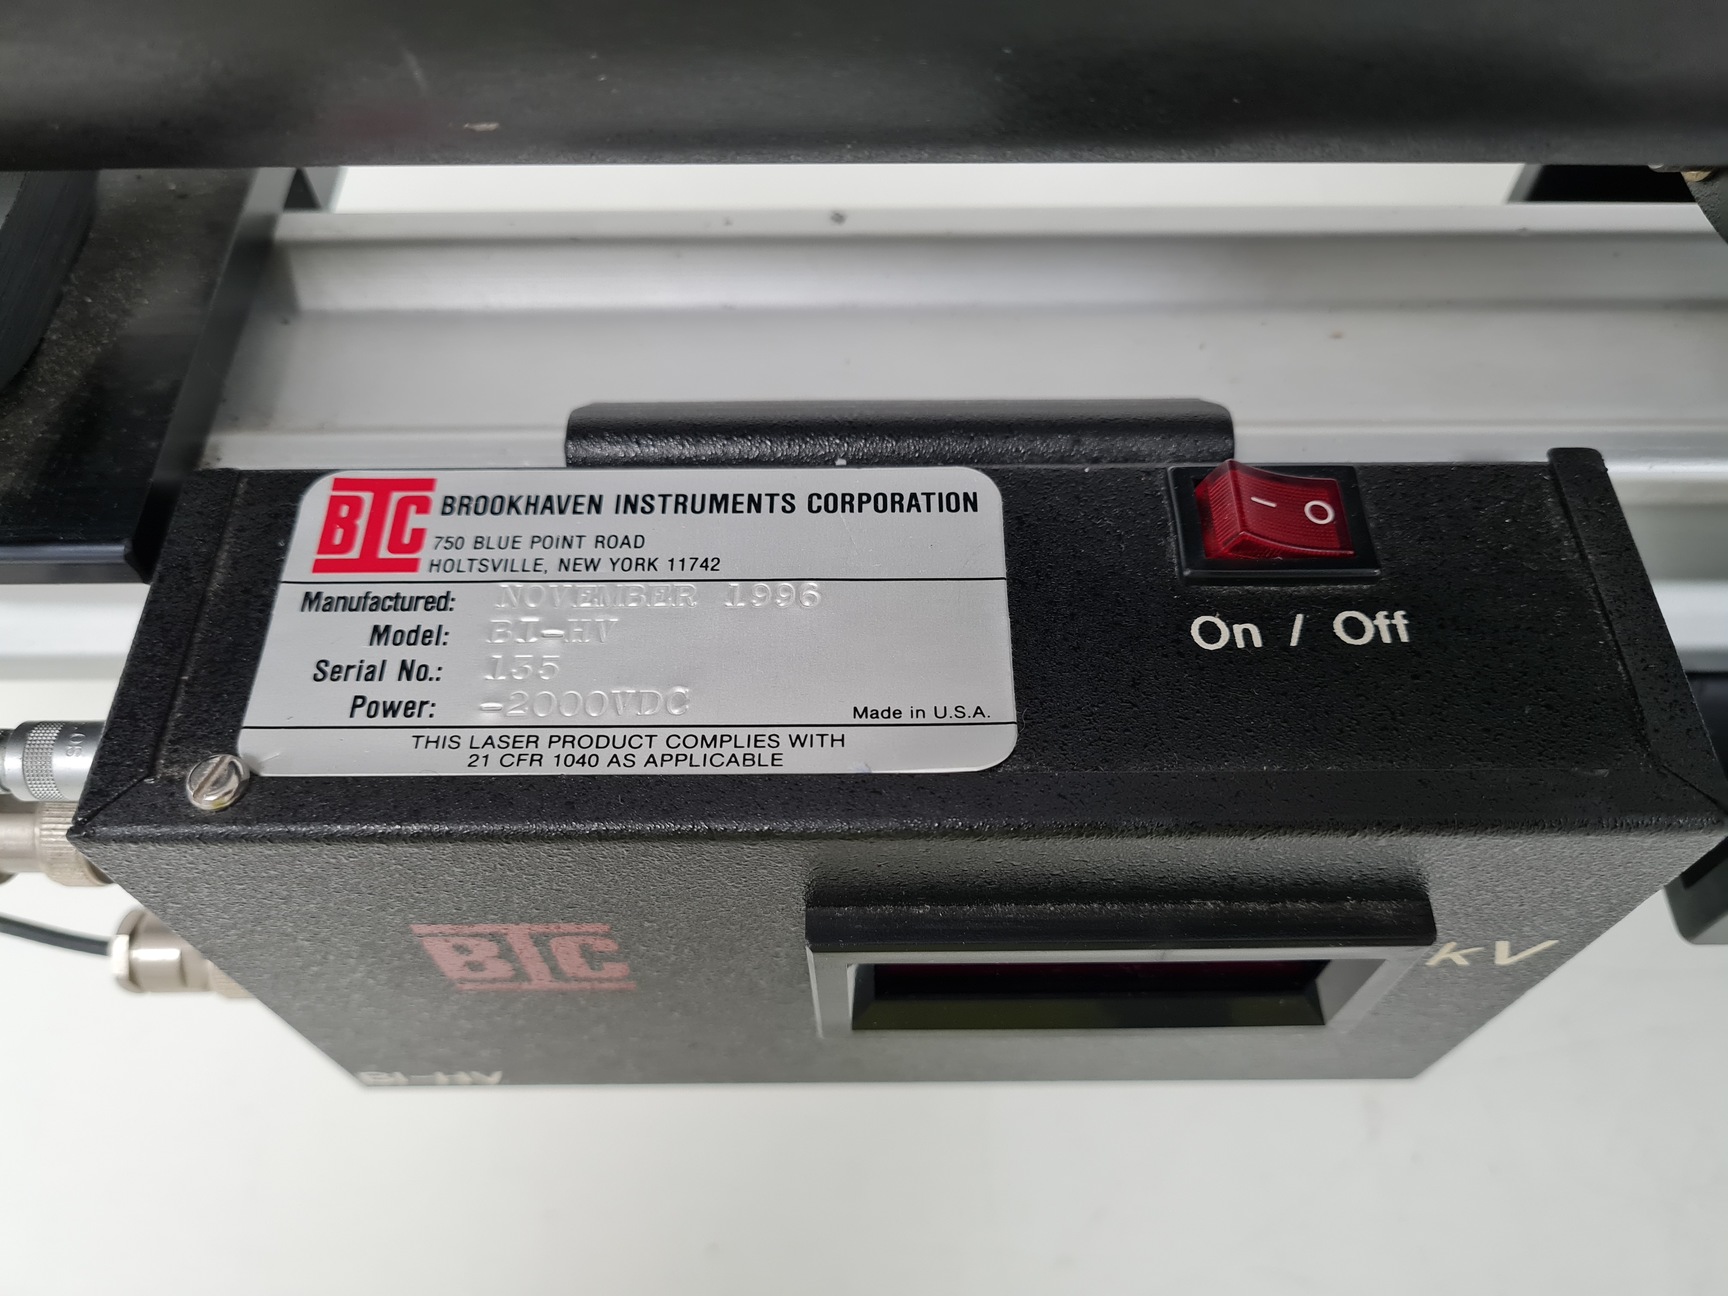 BIC BROOKHAVEN INSTRUMENTS CORPORATION
750 BLUE POINT ROAD
HOLTSVILLE, NEW YORK 11742
Manufactured: NOVEMBER 1996
Model: BI-HV
Serial No.: 135
Power: -2000VDC
Made in U.S.A.
THIS LASER PRODUCT COMPLIES WITH
21 CFR 1040 AS APPLICABLE
I O
On / Off
BIC
KV
BI-HV